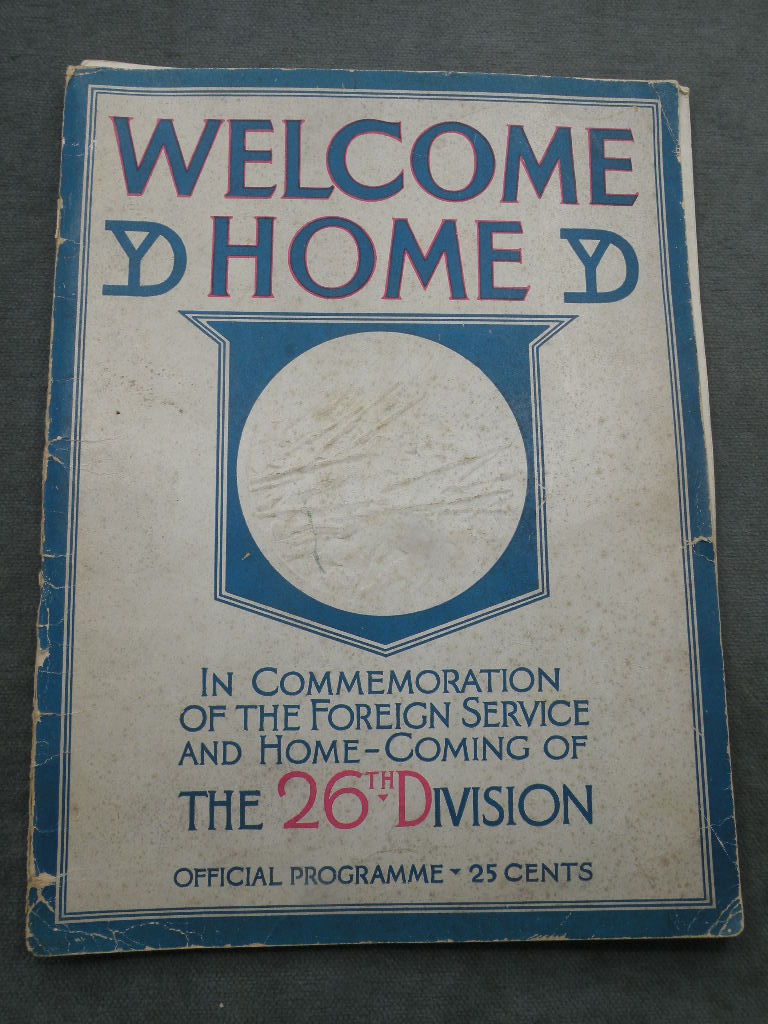 WELCOME
YD HOME YD
IN COMMEMORATION
OF THE FOREIGN SERVICE
AND HOME-COMING OF
THE 26TH DIVISION
OFFICIAL PROGRAMME 25 CENTS